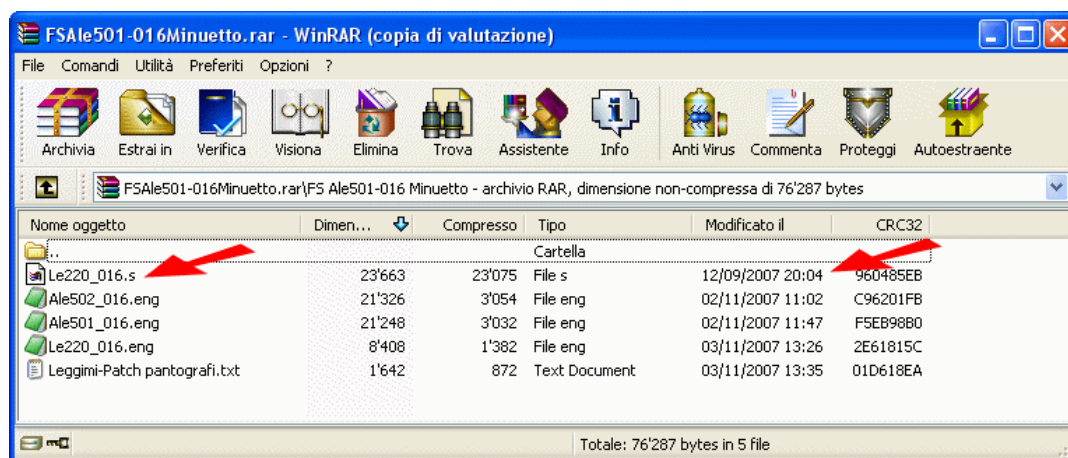 FSAle501-016Minuetto.rar - WinRAR (copia di valutazione)
File Comandi Utilità Preferiti Opzioni ?
Archivia Estrai in Verifica Visiona Elimina Trova Assistente Info Anti Virus Commenta Proteggi Autoestraente
FSAle501-016Minuetto.rar\FS Ale501-016 Minuetto - archivio RAR, dimensione non-compressa di 76'287 bytes
Nome oggetto Dimen... Compresso Tipo Modificato il CRC32
.. Cartella
Le220_016.s 23'663 23'075 File s 12/09/2007 20:04 960485EB
Ale502_016.eng 21'326 3'054 File eng 02/11/2007 11:02 C96201FB
Ale501_016.eng 21'248 3'032 File eng 02/11/2007 11:47 F5EB98B0
Le220_016.eng 8'408 1'382 File eng 03/11/2007 13:26 2E61815C
Leggimi-Patch pantografi.txt 1'642 872 Text Document 03/11/2007 13:35 01D618EA
Totale: 76'287 bytes in 5 file